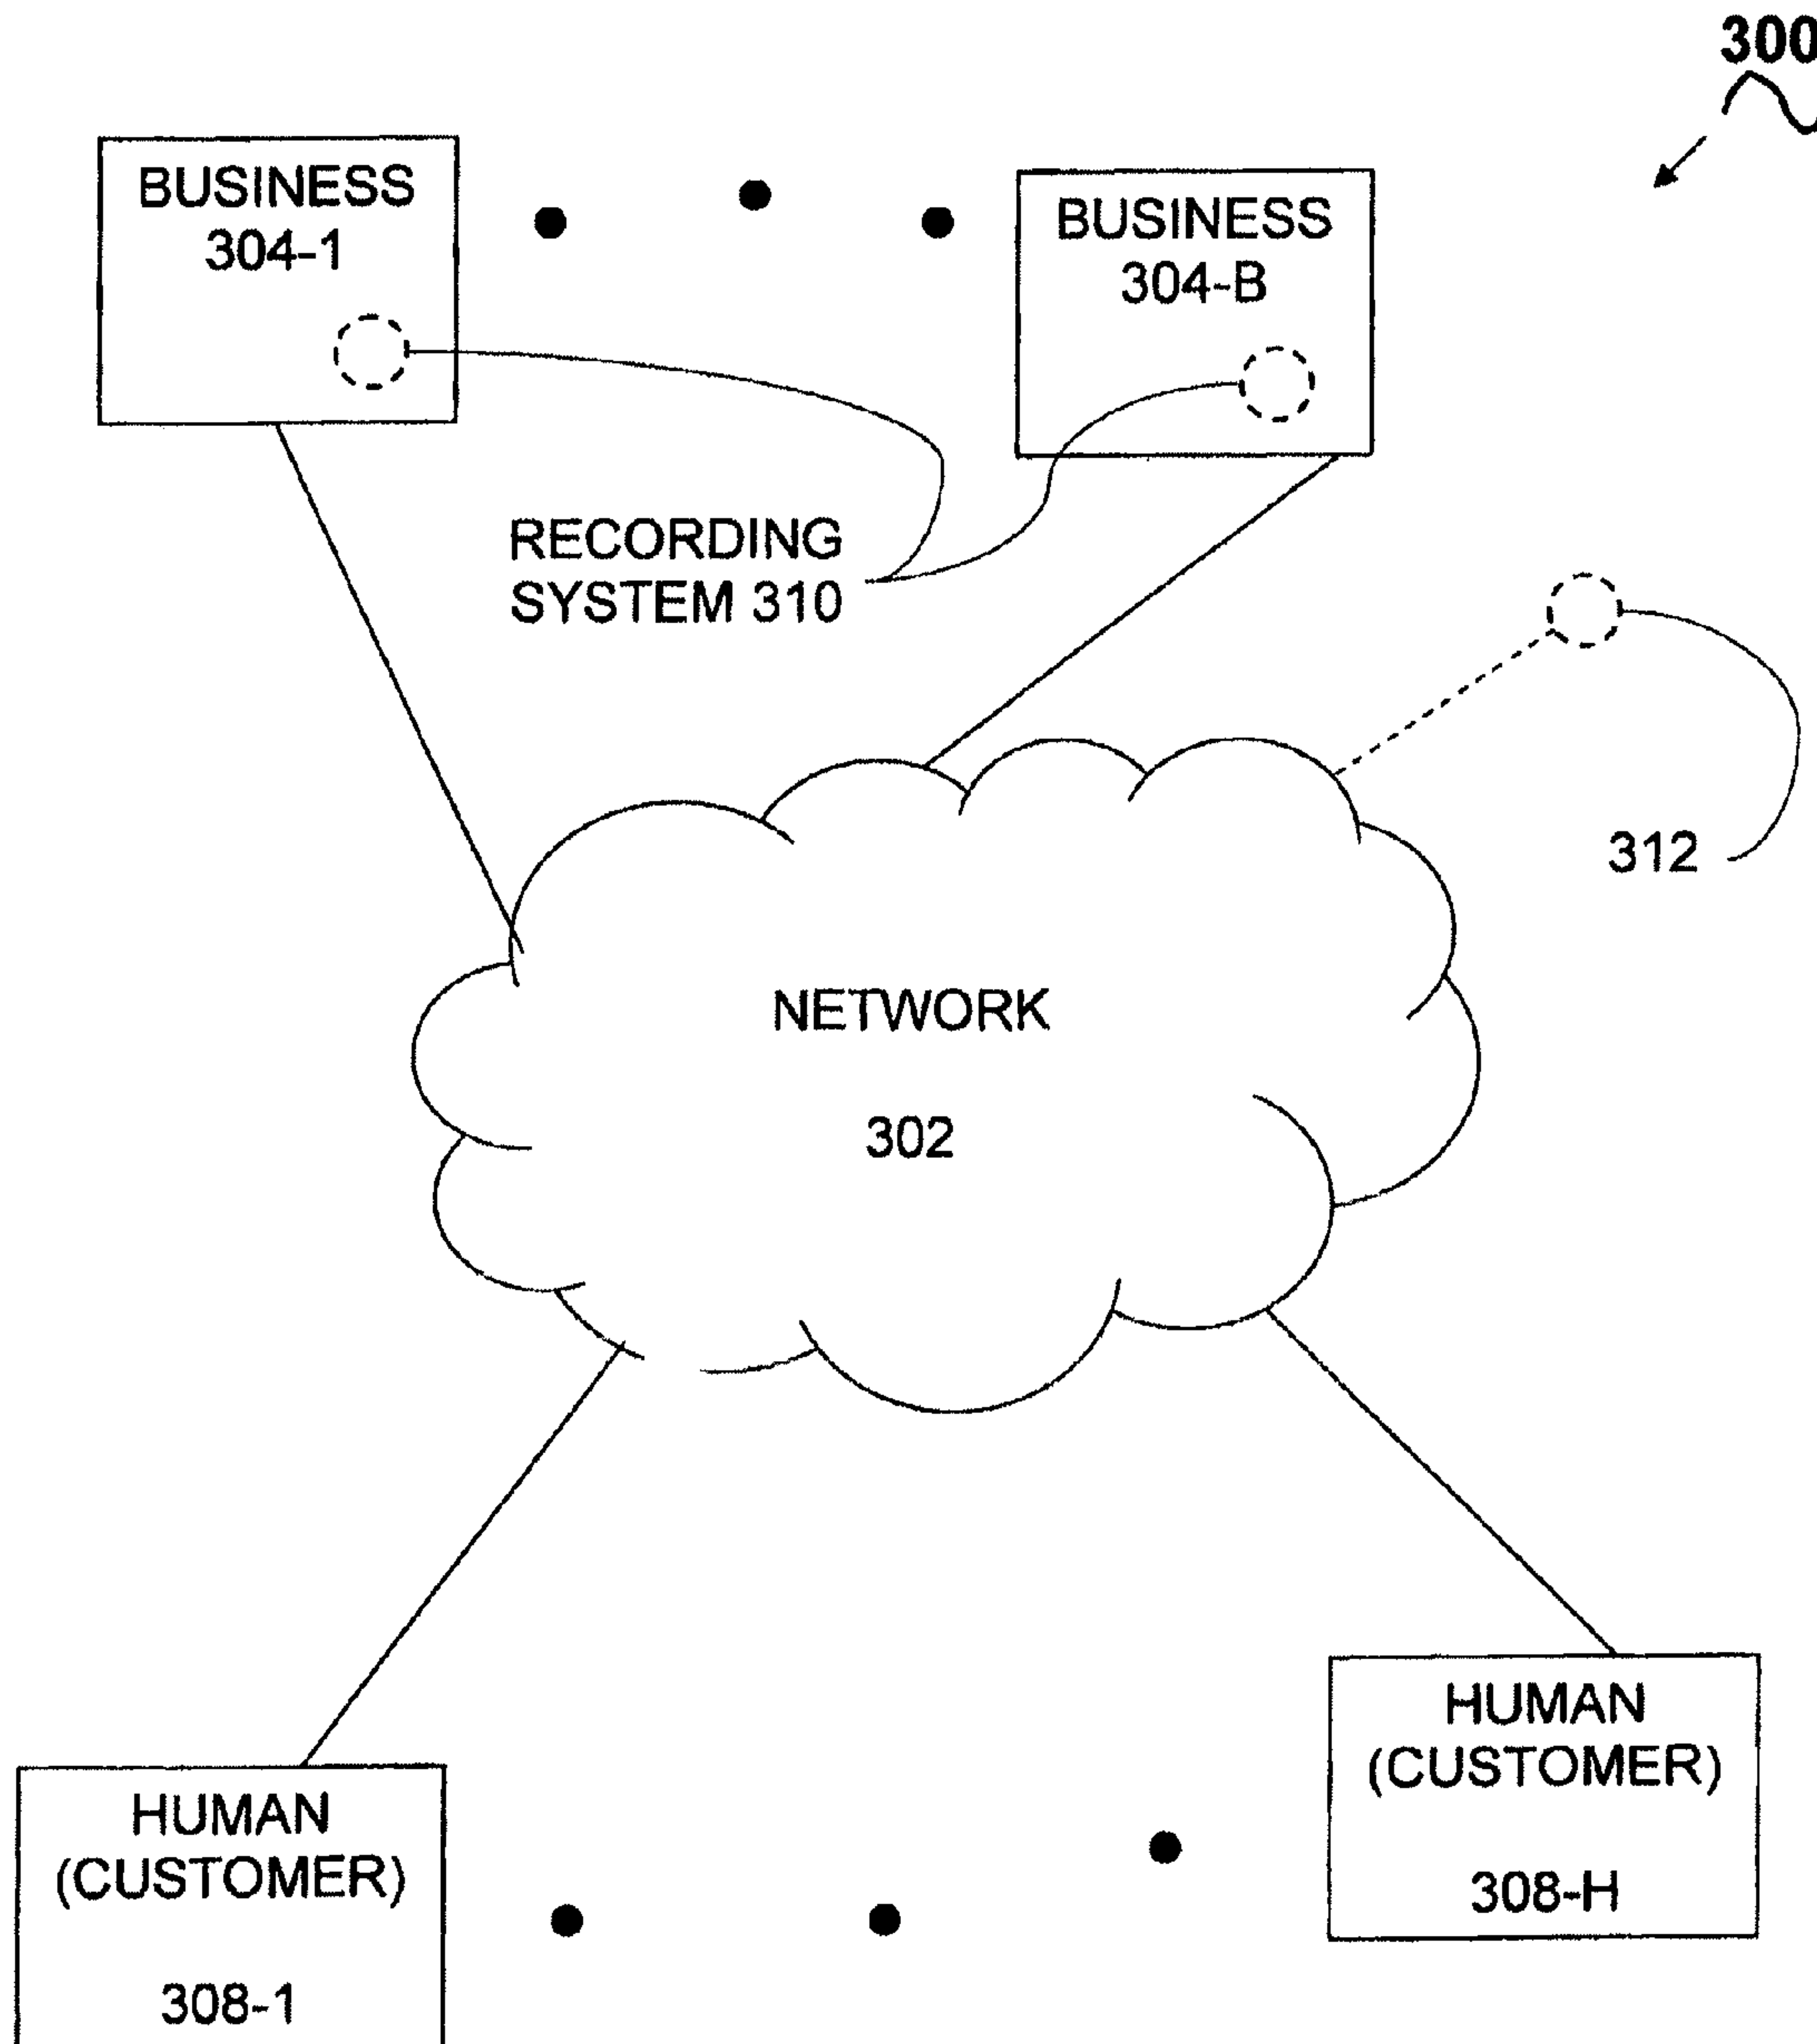 300
BUSINESS
304-1
BUSINESS
304-B
RECORDING
SYSTEM 310
312
NETWORK
302
HUMAN
(CUSTOMER)
308-H
HUMAN
(CUSTOMER)
308-1